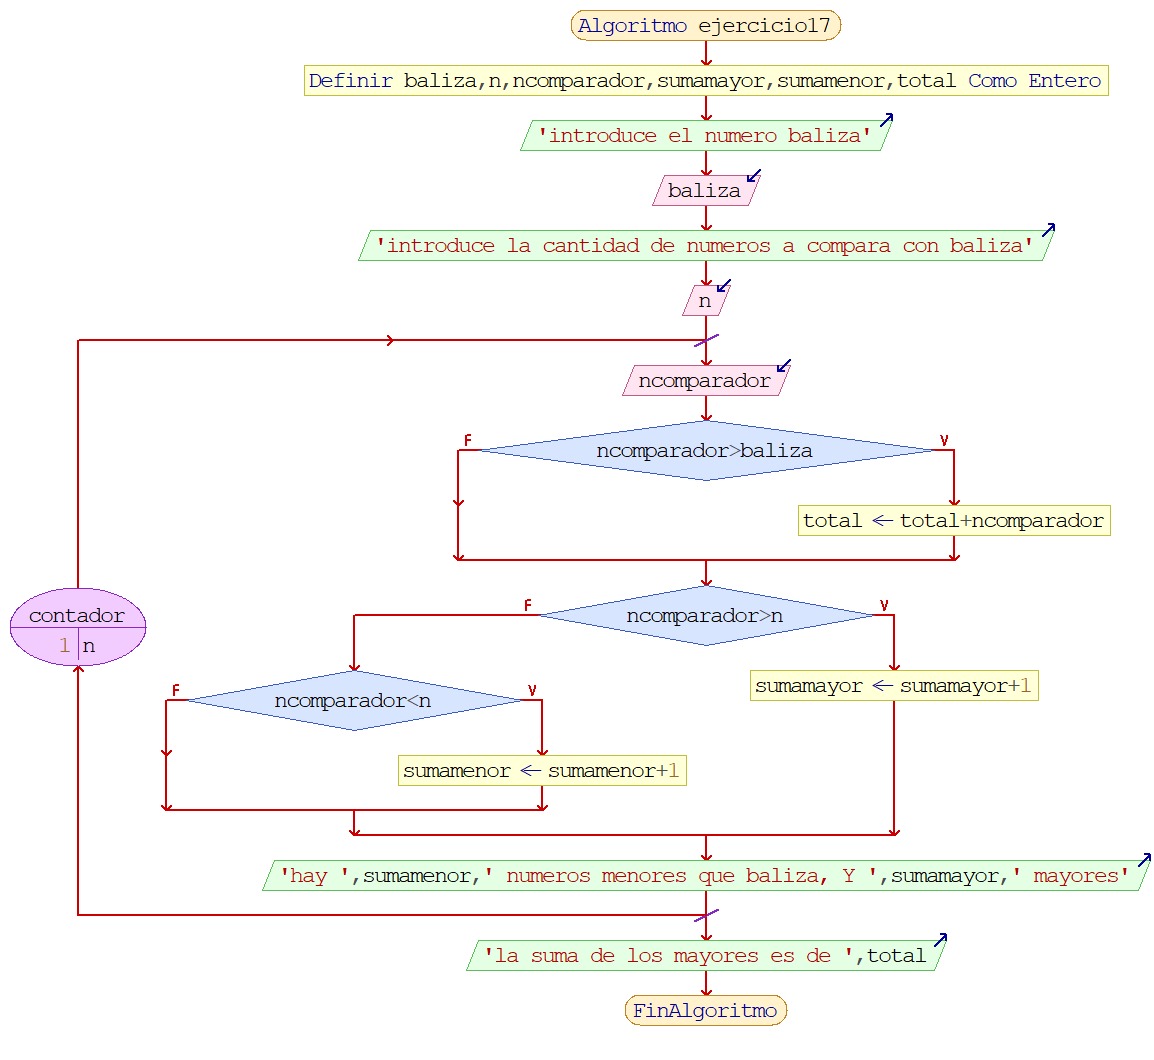 Algoritmo ejercicio17
Definir baliza,n,ncomparador,sumamayor,sumamenor,total Como Entero
'introduce el numero baliza'
baliza
'introduce la cantidad de numeros a compara con baliza'
n
ncomparador
F
ncomparador>baliza
V
total ← total+ncomparador
contador
1 n
F
ncomparador>n
V
sumamayor ← sumamayor+1
F
ncomparador<n
V
sumamenor ← sumamenor+1
'hay ',sumamenor,' numeros menores que baliza, Y ',sumamayor,' mayores'
'la suma de los mayores es de ',total
FinAlgoritmo